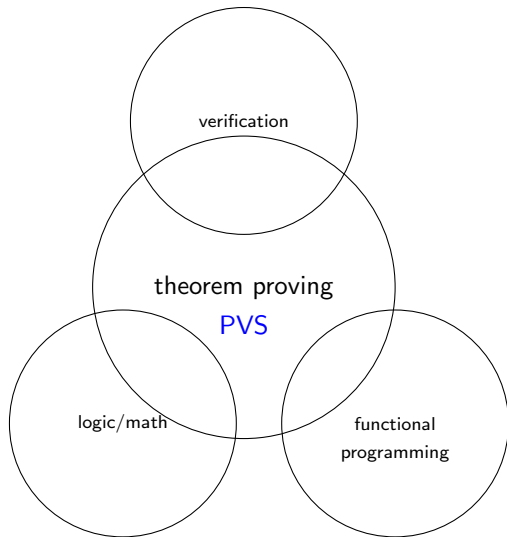 verification
theorem proving
PVS
logic/math
functional
programming